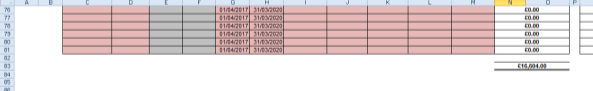 A B C D E F G H I J K L M N O P
76 01/04/2017 31/03/2020 £0.00
77 01/04/2017 31/03/2020 £0.00
78 01/04/2017 31/03/2020 £0.00
79 01/04/2017 31/03/2020 £0.00
80 01/04/2017 31/03/2020 £0.00
81 01/04/2017 31/03/2020 £0.00
82
83 £16,604.00
84
85
86